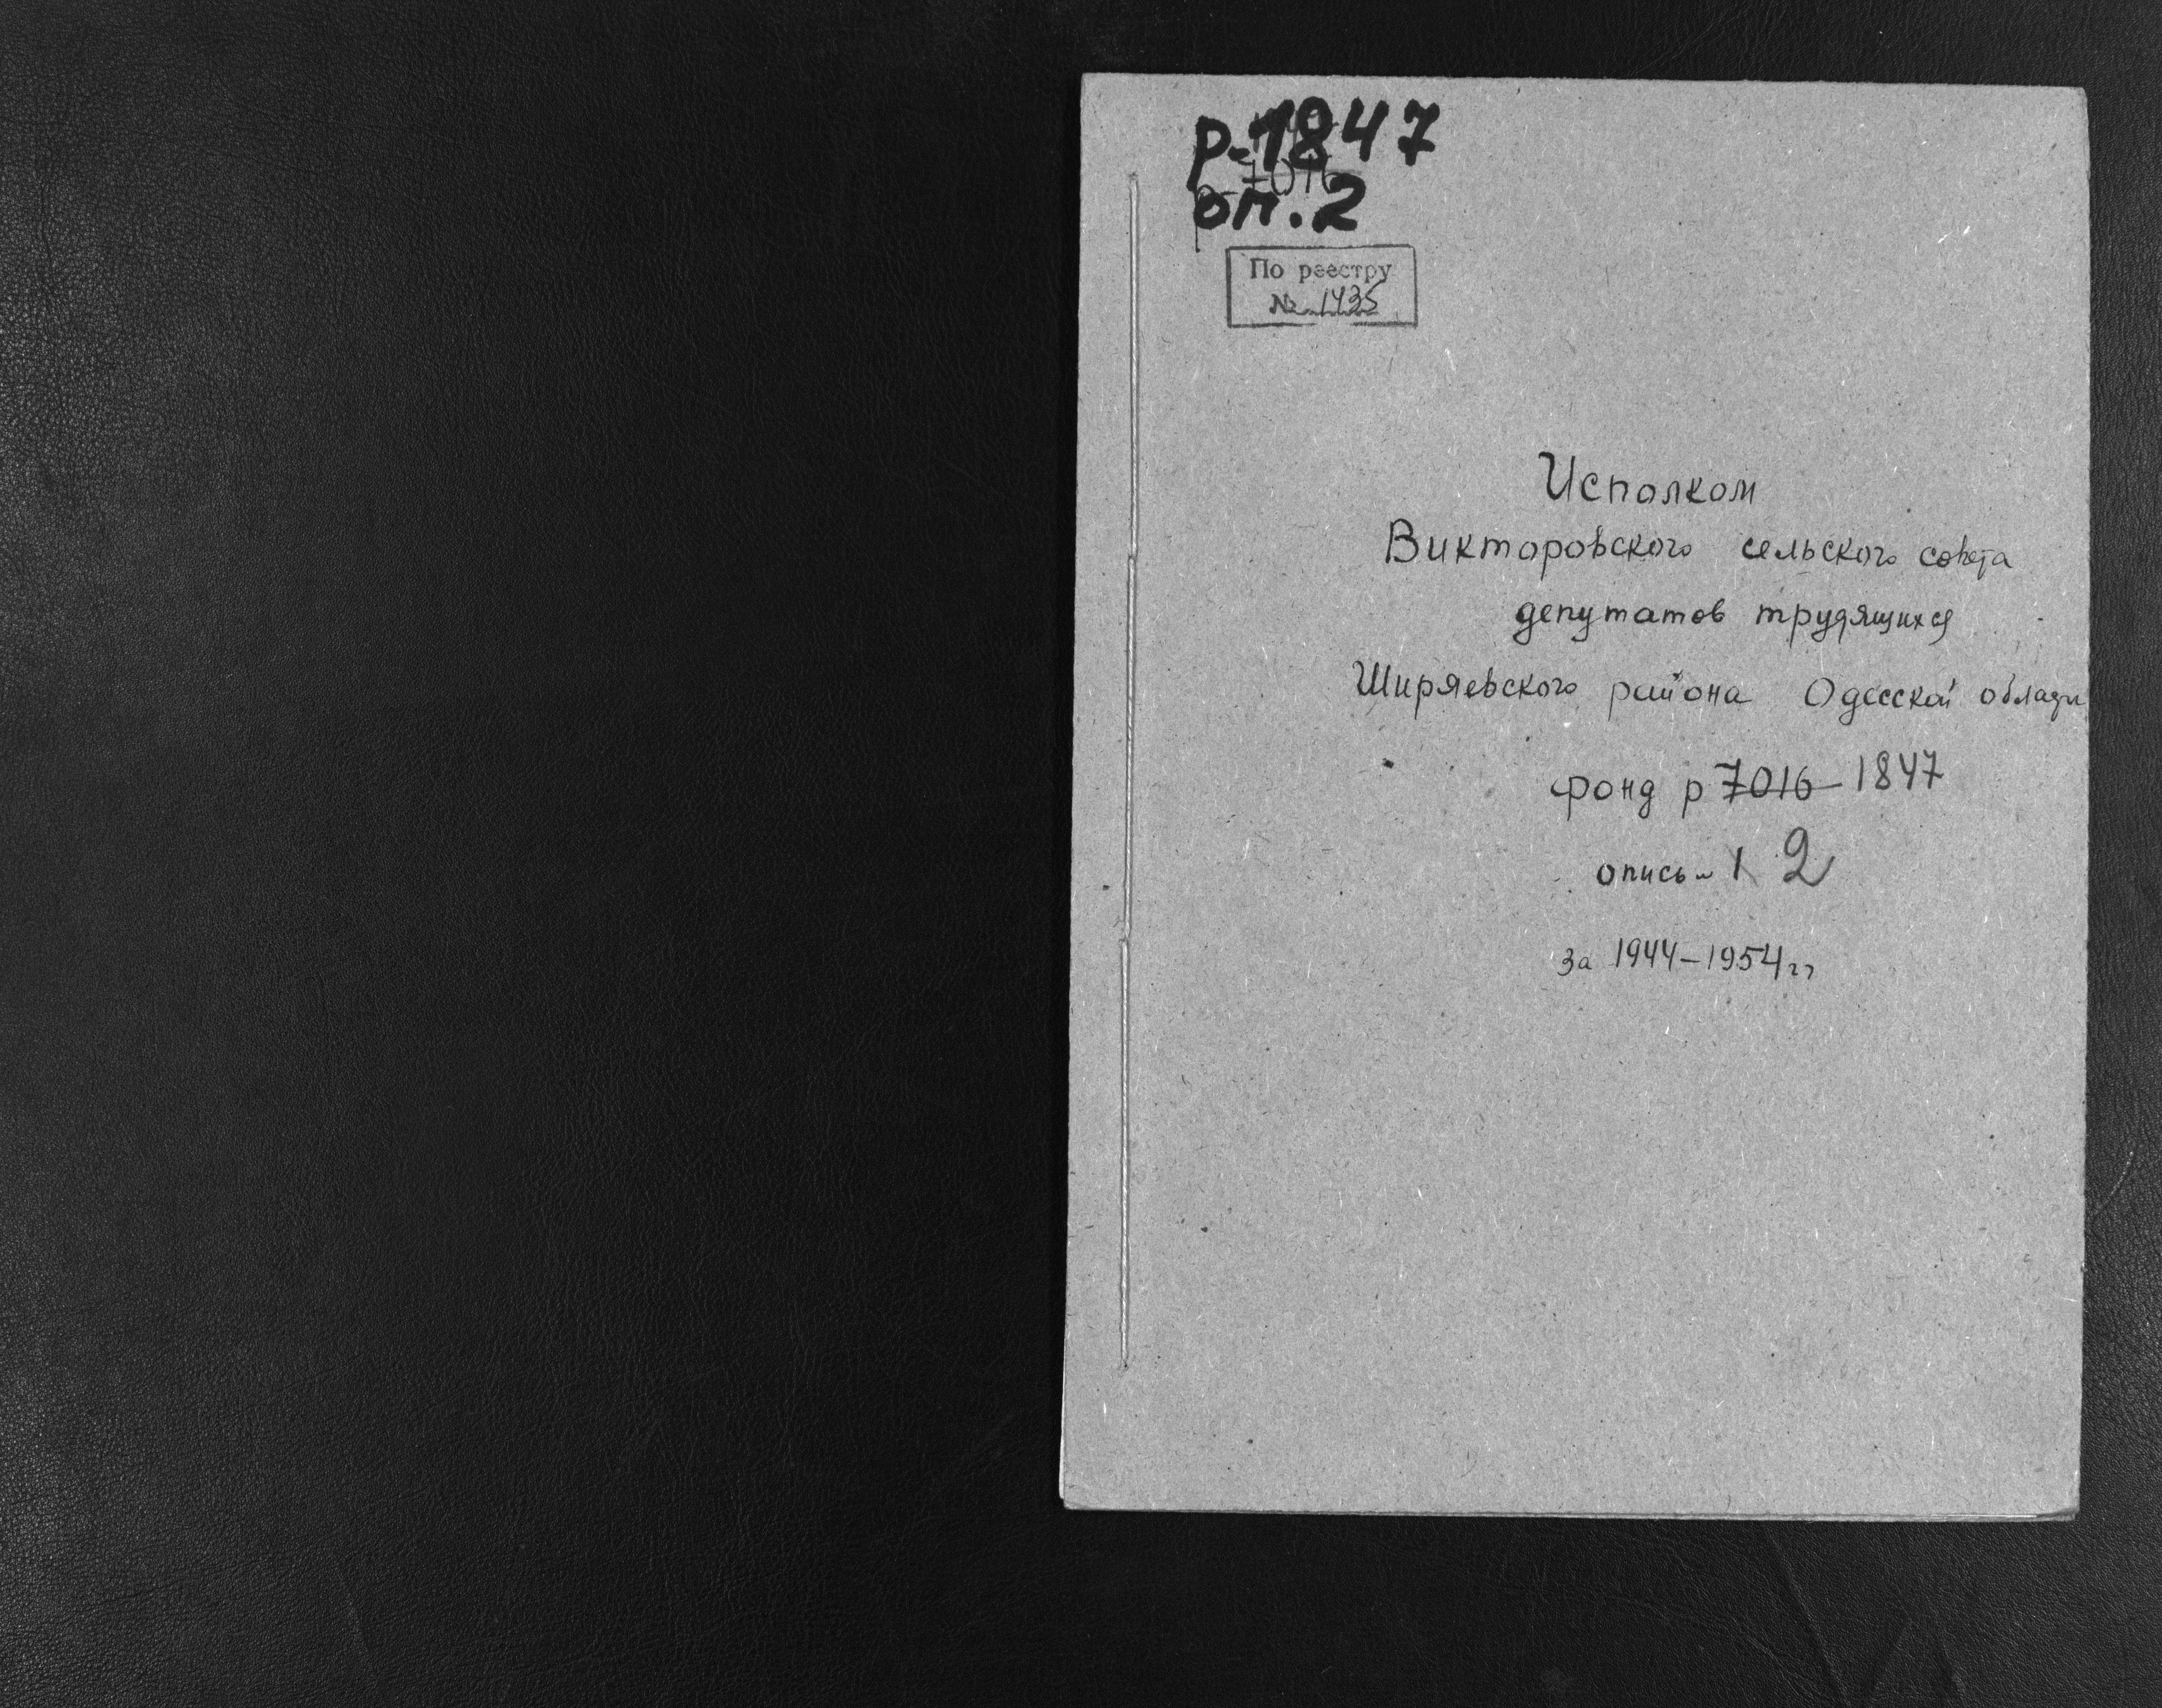 р-1847
оп. 2
По реестру
№ 1435
Исполком
Викторовского сельского совета
депутатов трудящихся
Ширяевского района Одесской области
фонд р 7016 - 1847
опись - 1 2
за 1944-1954 гг